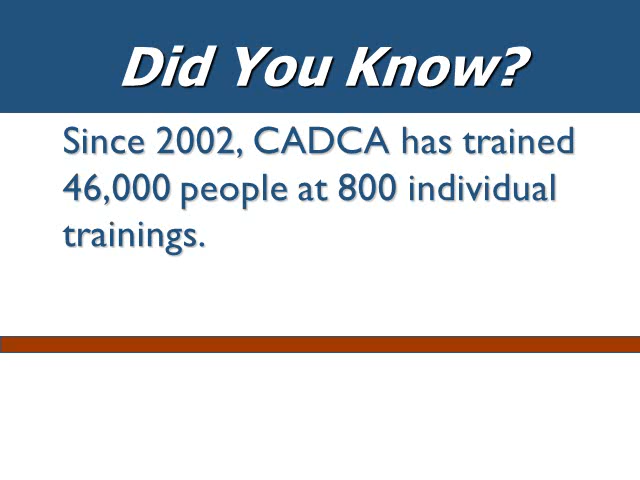 Did You Know?
Since 2002, CADCA has trained
46,000 people at 800 individual
trainings.